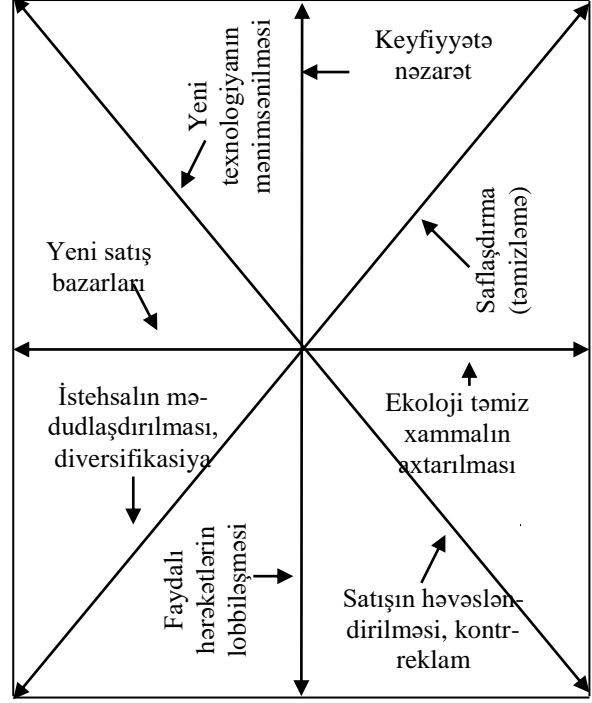 Yeni
texnologiyanın
mənimsənilməsi
Keyfiyyətə
nəzarət
Saflaşdırma
(təmizləmə)
Yeni satış
bazarları
İstehsalın mə-
dudlaşdırılması,
diversifikasiya
Ekoloji təmiz
xammalın
axtarılması
Faydalı
hərəkətlərin
lobbiləşməsi
Satışın həvəslən-
dirilməsi, kontr-
reklam